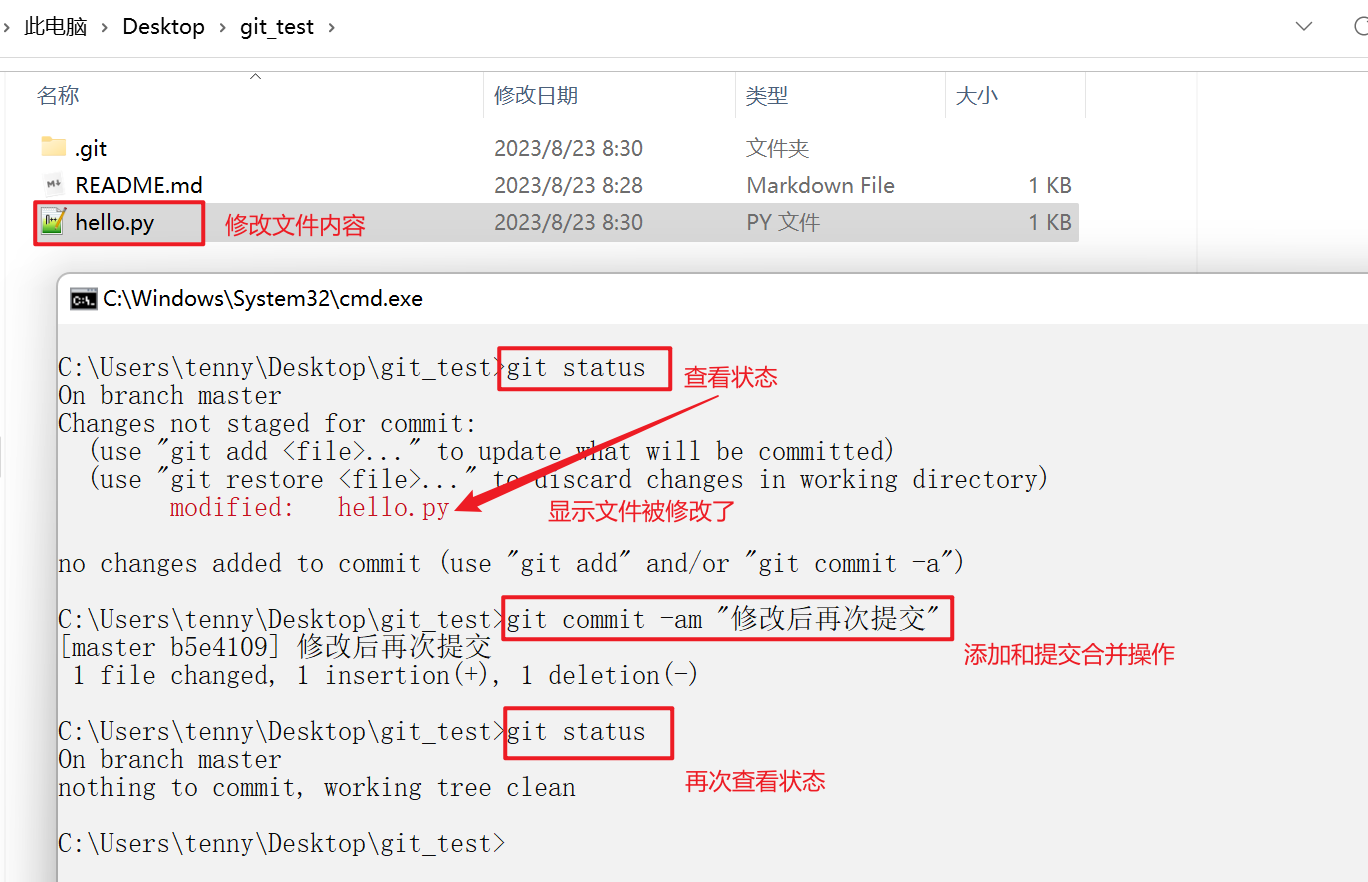 此电脑 › Desktop › git_test ›
名称 修改日期 类型 大小
.git 2023/8/23 8:30 文件夹
README.md 2023/8/23 8:28 Markdown File 1 KB
hello.py 修改文件内容 2023/8/23 8:30 PY 文件 1 KB
C:\Windows\System32\cmd.exe
C:\Users\tenny\Desktop\git_test>git status 查看状态
On branch master
Changes not staged for commit:
(use "git add <file>..." to update what will be committed)
(use "git restore <file>..." to discard changes in working directory)
modified: hello.py 显示文件被修改了
no changes added to commit (use "git add" and/or "git commit -a")
C:\Users\tenny\Desktop\git_test>git commit -am "修改后再次提交"
[master b5e4109] 修改后再次提交 添加和提交合并操作
1 file changed, 1 insertion(+), 1 deletion(-)
C:\Users\tenny\Desktop\git_test>git status
On branch master
nothing to commit, working tree clean 再次查看状态
C:\Users\tenny\Desktop\git_test>